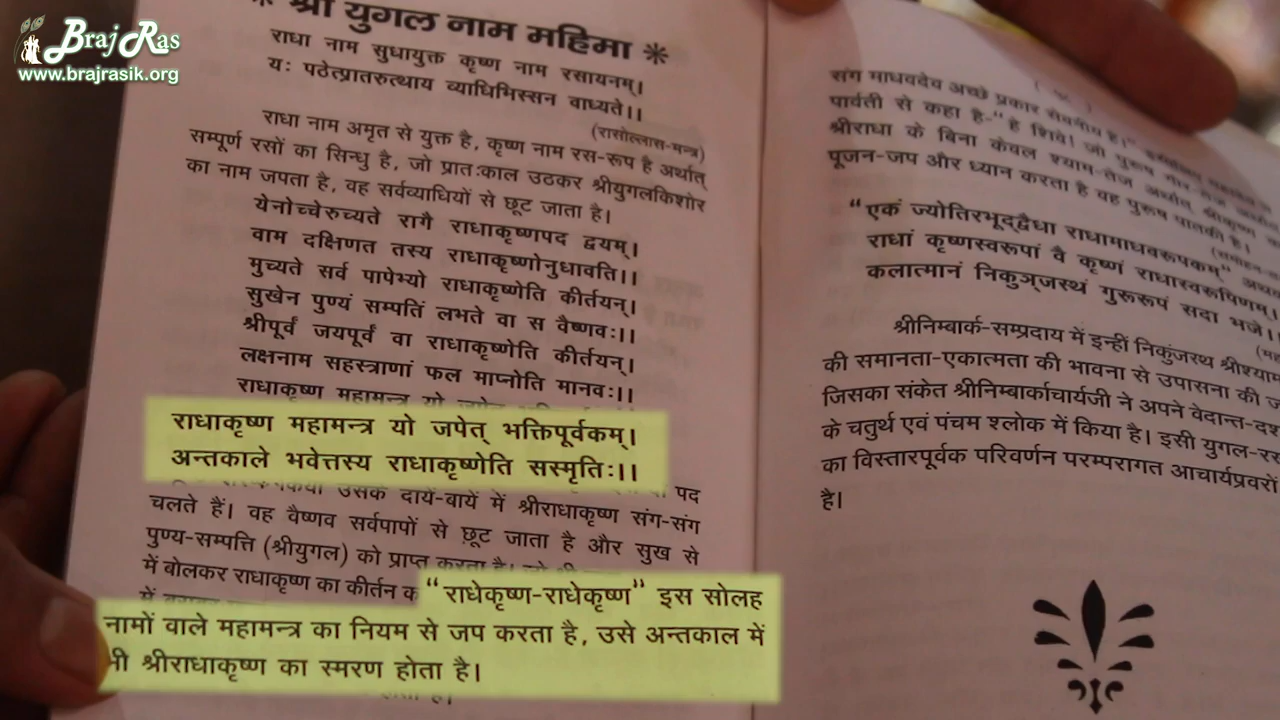 Braj Ras
www.brajrasik.org
* श्री युगल नाम महिमा *
राधा नाम सुधायुक्त कृष्ण नाम रसायनम्।
यः पठेत्प्रातरुत्थाय व्याधिभिस्सन वाध्यते।।
(रासोल्लास-मन्त्र)
राधा नाम अमृत से युक्त है, कृष्ण नाम रस-रूप है अर्थात्
सम्पूर्ण रसों का सिन्धु है, जो प्रातःकाल उठकर श्रीयुगलकिशोर
का नाम जपता है, वह सर्वव्याधियों से छूट जाता है।
येनोच्चेरुच्यते रागै राधाकृष्णपद द्वयम्।
वाम दक्षिणत तस्य राधाकृष्णोनुधावति।।
मुच्यते सर्व पापेभ्यो राधाकृष्णेति कीर्तयन्।
सुखेन पुण्यं सम्पतिं लभते वा स वैष्णवः।।
श्रीपूर्वं जयपूर्वं वा राधाकृष्णेति कीर्तयन्।
लक्षनाम सहस्त्राणां फल माप्नोति मानवः।।
राधाकृष्ण महामन्त्र यो
राधाकृष्ण महामन्त्र यो जपेत् भक्तिपूर्वकम्।
अन्तकाले भवेत्तस्य राधाकृष्णेति सस्मृतिः।।
उसके दायें-बायें में श्रीराधाकृष्ण संग-संग
पद
चलते हैं। वह वैष्णव सर्वपापों से छूट जाता है और सुख से
पुण्य-सम्पत्ति (श्रीयुगल) को प्राप्त करता है।
में बोलकर राधाकृष्ण का कीर्तन
“राधेकृष्ण-राधेकृष्ण” इस सोलह
नामों वाले महामन्त्र का नियम से जप करता है, उसे अन्तकाल में
श्रीराधाकृष्ण का स्मरण होता है।
संग माधवदेव अच्छे प्रकार सेवनीय है।”
पार्वती से कहा है-“हे शिवे! जो पुरुष गौर-तेज
श्रीराधा के बिना केवल श्याम-तेज अर्थात् श्रीकृष्ण
पूजन-जप और ध्यान करता है वह पुरुष पातकी है।
“एकं ज्योतिरभूद्द्वैधा राधामाधवरूपकम्”
राधां कृष्णस्वरूपां वै कृष्णं राधास्वरूपिणम्।
कलात्मानं निकुञ्जस्थं गुरूरूपं सदा भजे।।
श्रीनिम्बार्क-सम्प्रदाय में इन्हीं निकुंजस्थ
की समानता-एकात्मता की भावना से उपासना की
जिसका संकेत श्रीनिम्बार्काचार्यजी ने अपने
के चतुर्थ एवं पंचम श्लोक में किया है। इसी
का विस्तारपूर्वक परिवर्णन परम्परागत आचार्यप्रवरों
है।